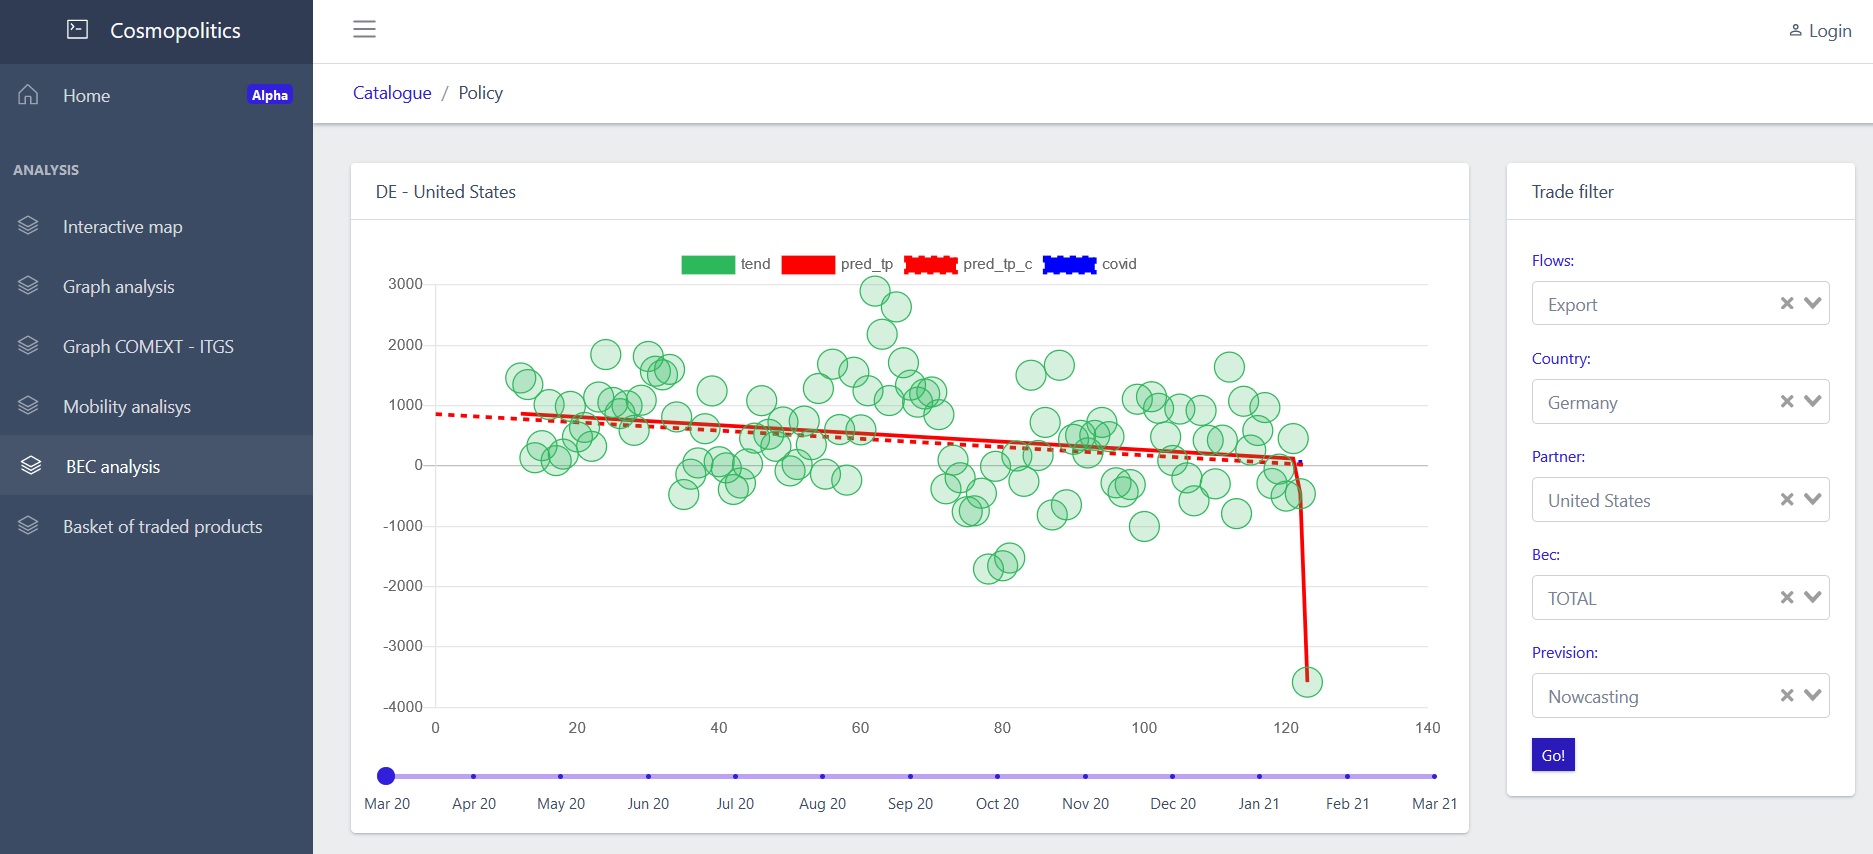 Cosmopolitics
Login
Home
Alpha
Catalogue / Policy
ANALYSIS
Interactive map
Graph analysis
Graph COMEXT - ITGS
Mobility analisys
BEC analysis
Basket of traded products
DE - United States
tend pred_tp pred_tp_c covid
3000
2000
1000
0
-1000
-2000
-3000
-4000
0 20 40 60 80 100 120 140
Mar 20 Apr 20 May 20 Jun 20 Jul 20 Aug 20 Sep 20 Oct 20 Nov 20 Dec 20 Jan 21 Feb 21 Mar 21
Trade filter
Flows:
Export
Country:
Germany
Partner:
United States
Bec:
TOTAL
Prevision:
Nowcasting
Go!